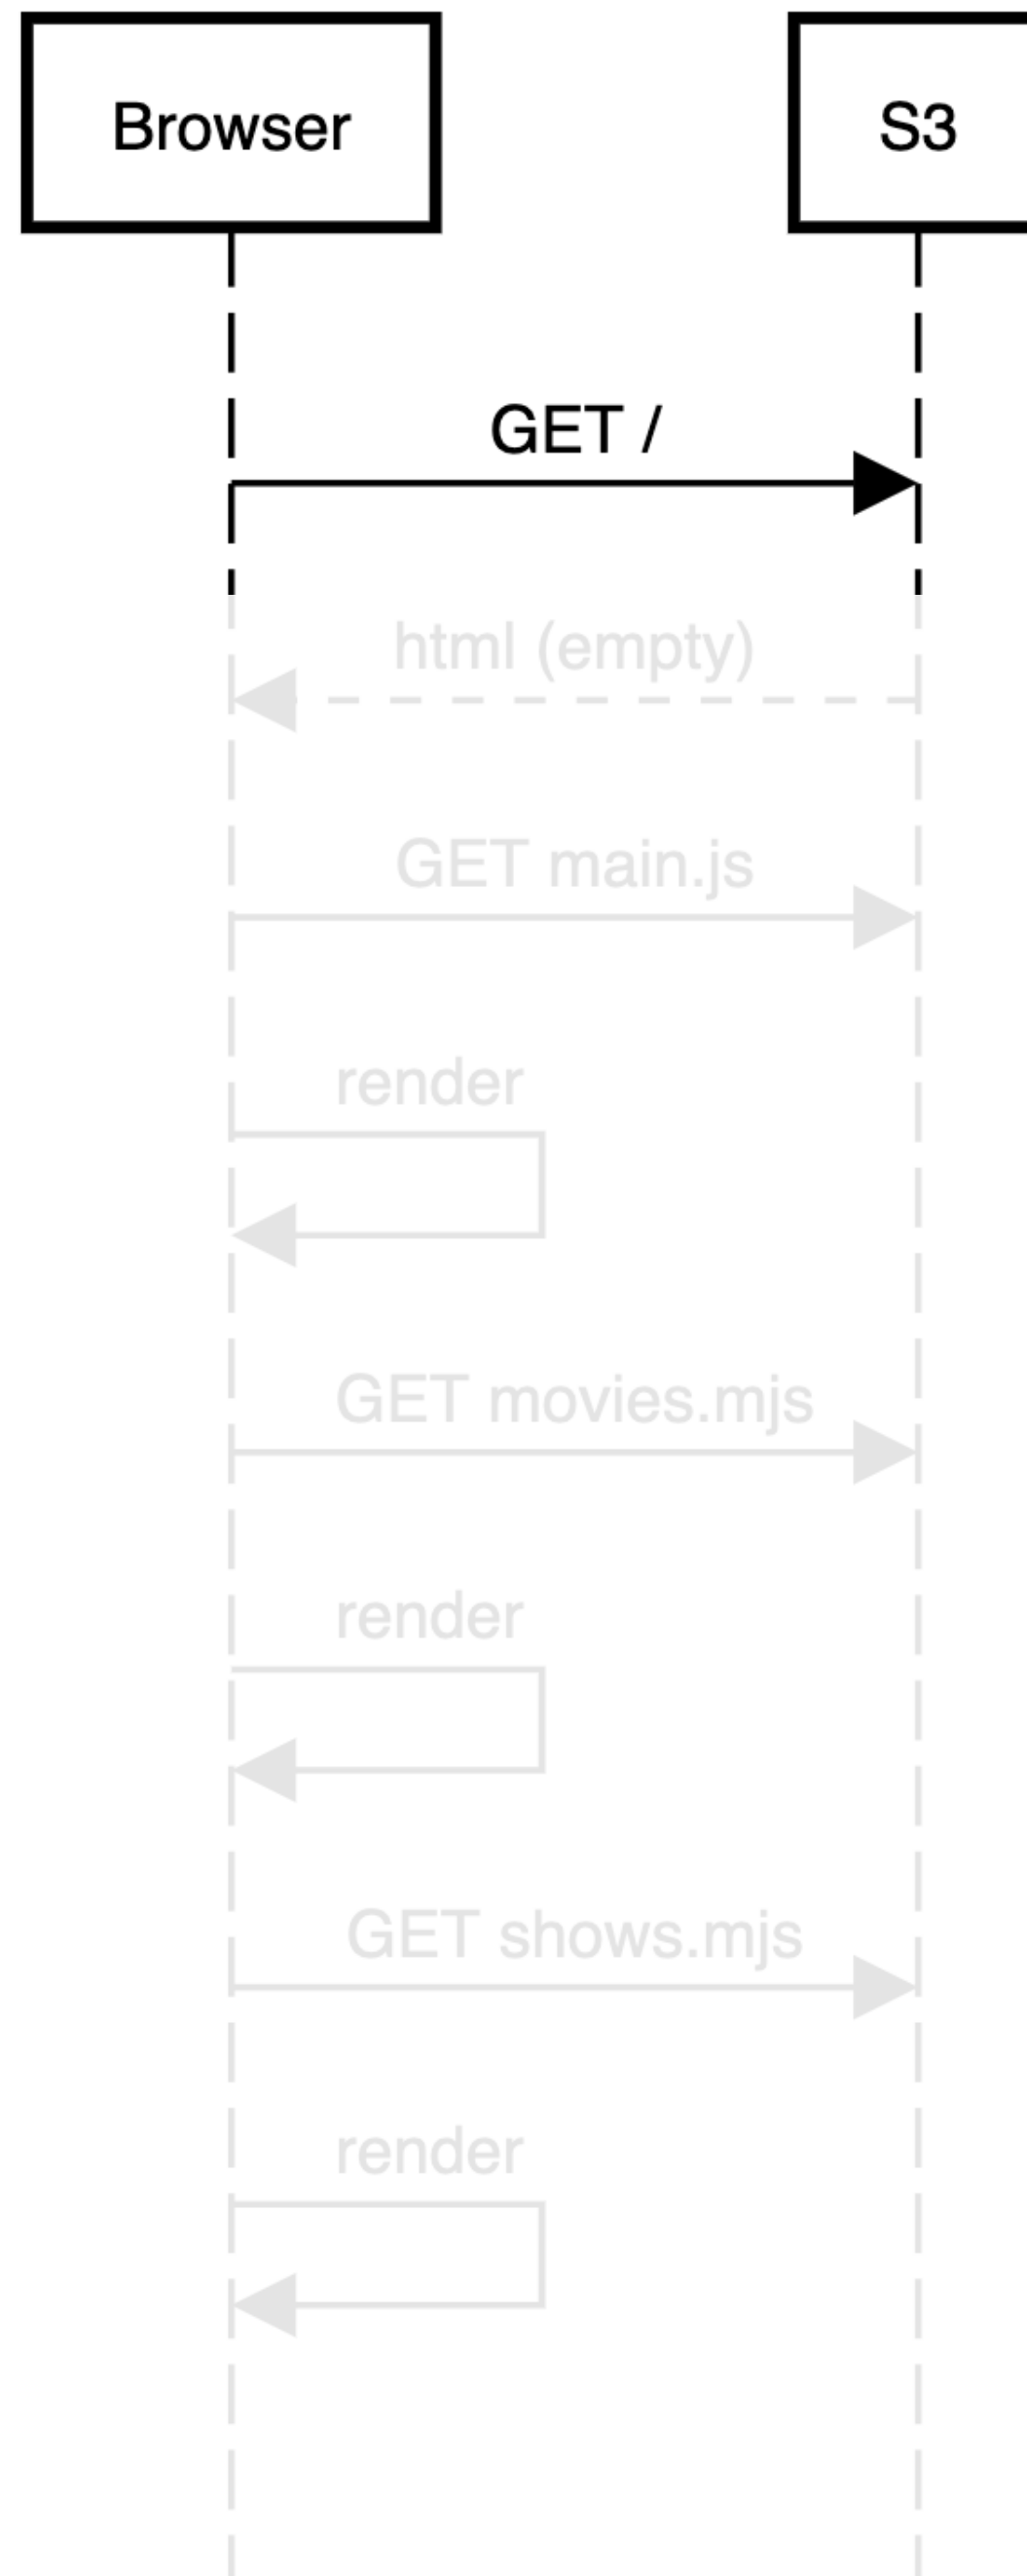 Browser
S3
GET /
html (empty)
GET main.js
render
GET movies.mjs
render
GET shows.mjs
render